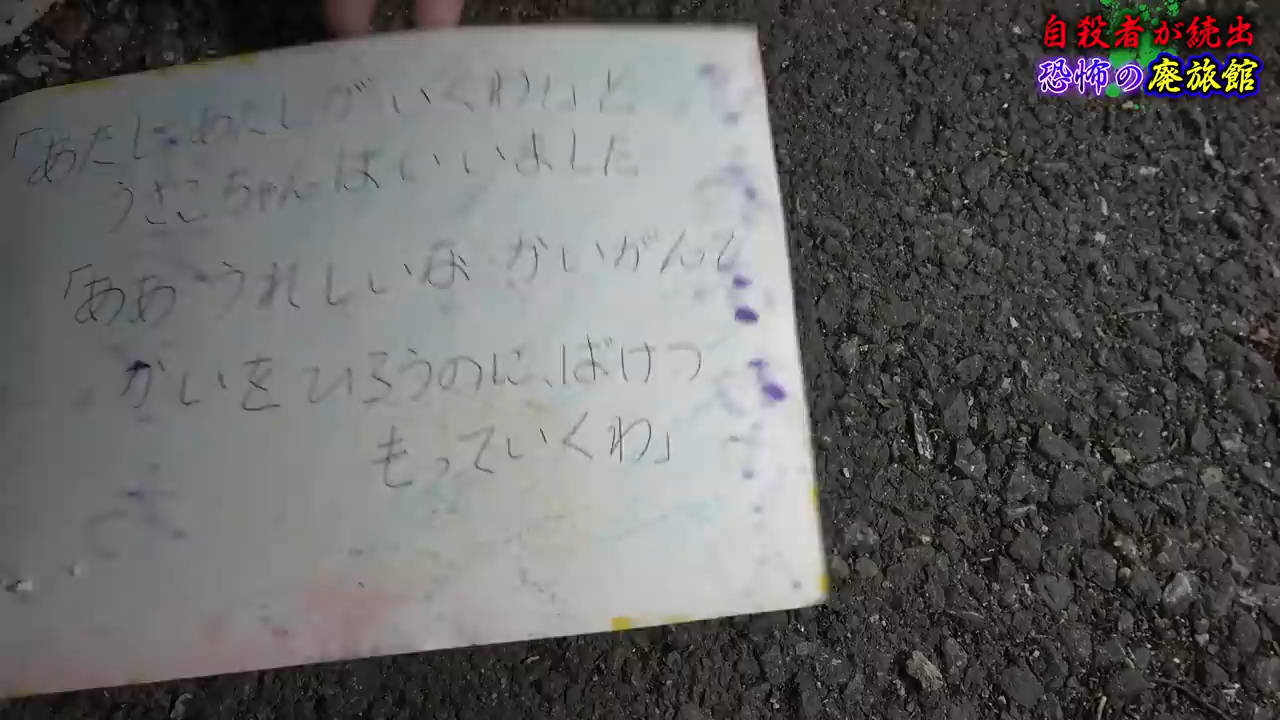 自殺者が続出
恐怖の廃旅館
「あたし、あたしがいくわ」と
うさこちゃんはいいました
「ああ うれしいな かいがんで
かいをひろうのに、ばけつ
もっていくわ」